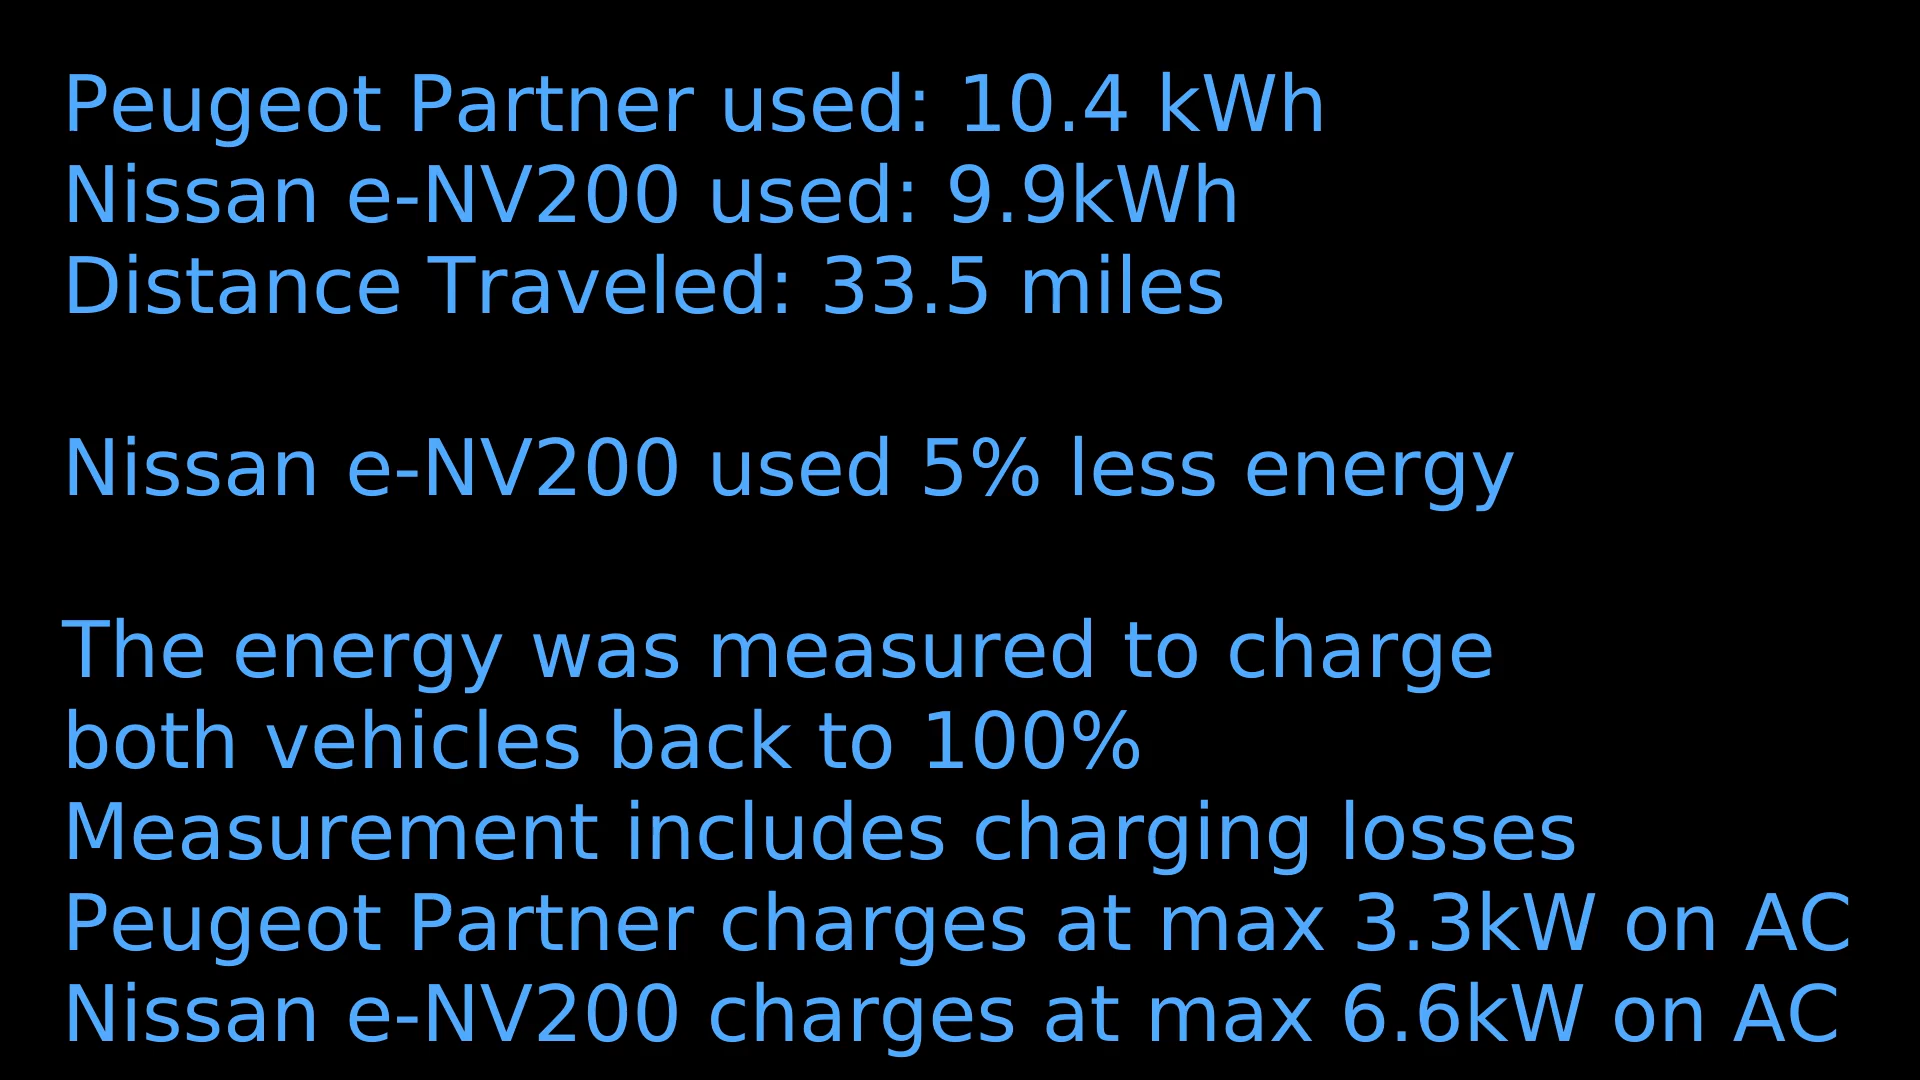 Peugeot Partner used: 10.4 kWh
Nissan e-NV200 used: 9.9kWh
Distance Traveled: 33.5 miles
Nissan e-NV200 used 5% less energy
The energy was measured to charge
both vehicles back to 100%
Measurement includes charging losses
Peugeot Partner charges at max 3.3kW on AC
Nissan e-NV200 charges at max 6.6kW on AC